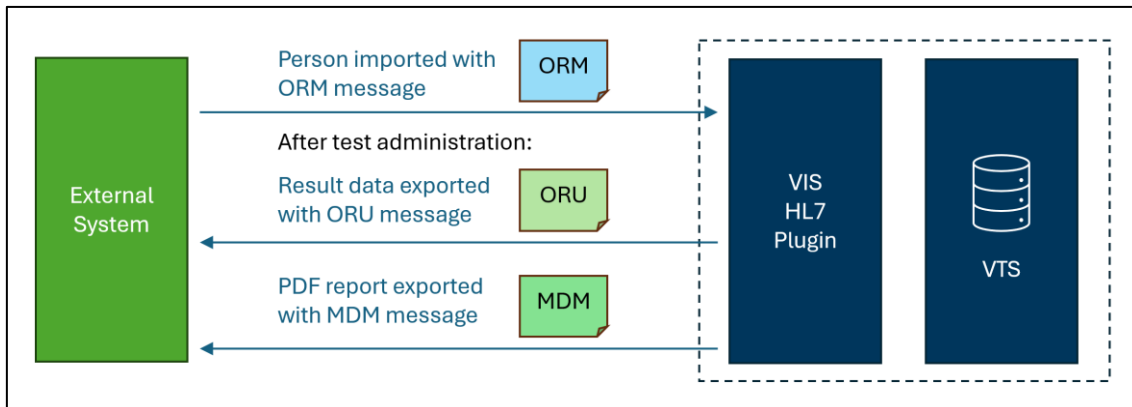 External
System
Person imported with
ORM message
ORM
After test administration:
Result data exported
with ORU message
ORU
PDF report exported
with MDM message
MDM
VIS
HL7
Plugin
VTS